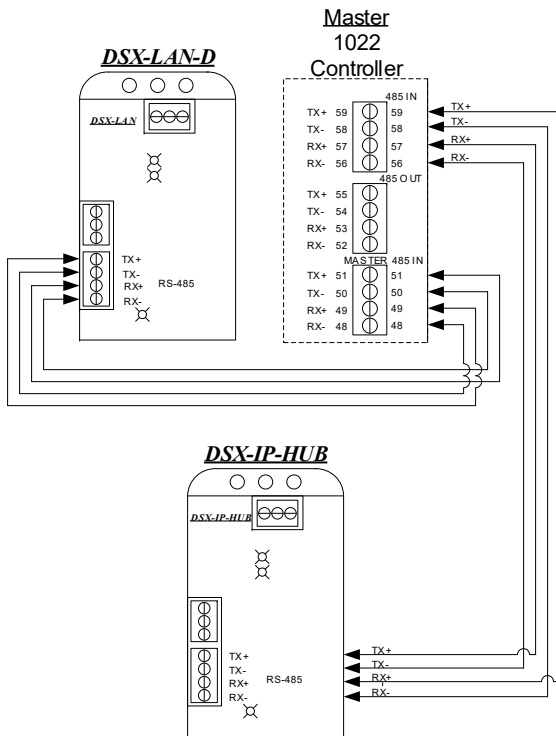 Master
1022
Controller
DSX-LAN-D
DSX-LAN
TX+
TX-
RX+
RX-
RS-485
485 IN
TX+ 59 59 TX+
TX- 58 58 TX-
RX+ 57 57 RX+
RX- 56 56 RX-
485 OUT
TX+ 55
TX- 54
RX+ 53
RX- 52
MASTER 485 IN
TX+ 51 51
TX- 50 50
RX+ 49 49
RX- 48 48
DSX-IP-HUB
DSX-IP-HUB
TX+ TX+
TX- TX-
RX+ RS-485 RX+
RX- RX-